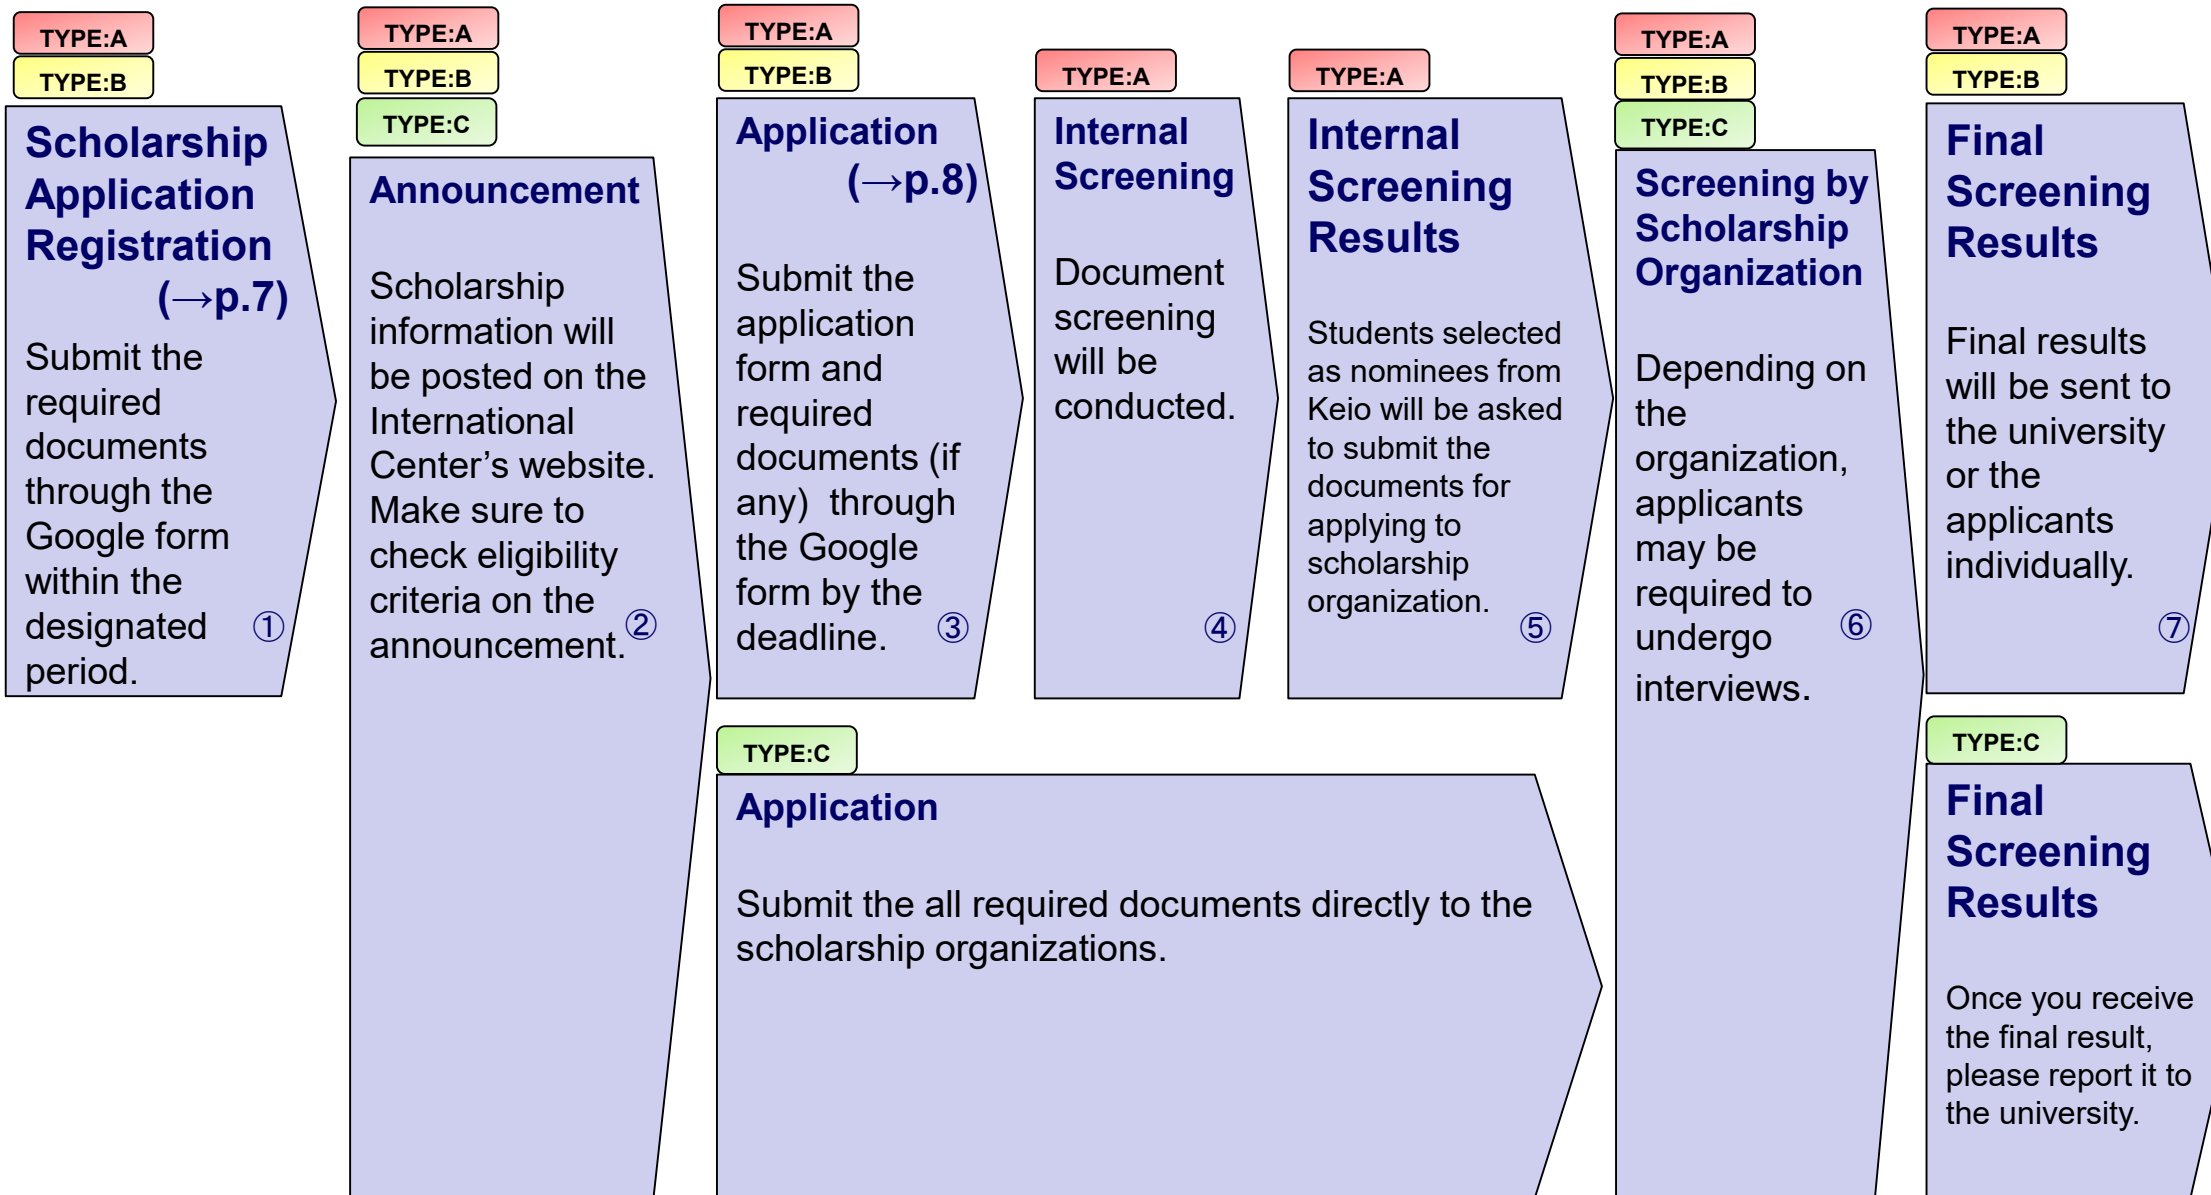 TYPE:A
TYPE:B
Scholarship
Application
Registration
(→p.7)
Submit the
required
documents
through the
Google form
within the
designated
period.
①
TYPE:A
TYPE:B
TYPE:C
Announcement
Scholarship
information will
be posted on the
International
Center’s website.
Make sure to
check eligibility
criteria on the
announcement.
②
TYPE:A
TYPE:B
Application
(→p.8)
Submit the
application
form and
required
documents (if
any)  through
the Google
form by the
deadline.
③
TYPE:A
Internal
Screening
Document
screening
will be
conducted.
④
TYPE:A
Internal
Screening
Results
Students selected
as nominees from
Keio will be asked
to submit the
documents for
applying to
scholarship
organization.
⑤
TYPE:C
Application
Submit the all required documents directly to the
scholarship organizations.
TYPE:A
TYPE:B
TYPE:C
Screening by
Scholarship
Organization
Depending on
the
organization,
applicants
may be
required to
undergo
interviews.
⑥
TYPE:A
TYPE:B
Final
Screening
Results
Final results
will be sent to
the university
or the
applicants
individually.
⑦
TYPE:C
Final
Screening
Results
Once you receive
the final result,
please report it to
the university.